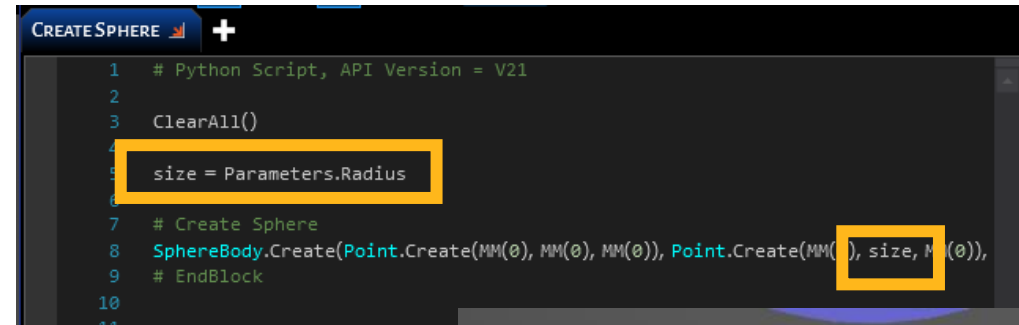 CREATE SPHERE
1 # Python Script, API Version = V21
2
3 ClearAll()
4
5 size = Parameters.Radius
6
7 # Create Sphere
8 SphereBody.Create(Point.Create(MM(0), MM(0), MM(0)), Point.Create(MM( ), size, M (0)),
9 # EndBlock
10
11